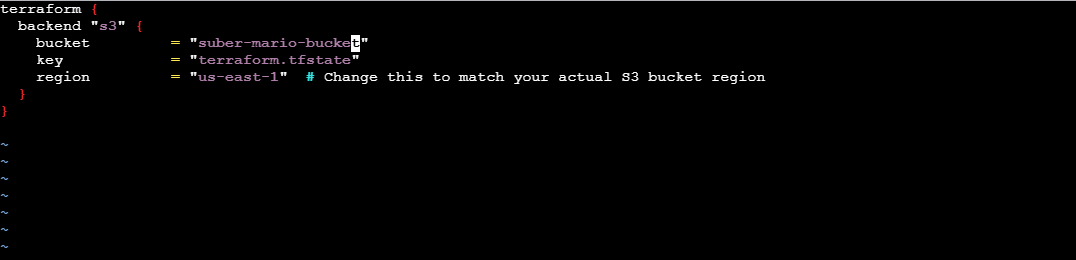 terraform {
  backend "s3" {
    bucket         = "suber-mario-bucket"
    key            = "terraform.tfstate"
    region         = "us-east-1"  # Change this to match your actual S3 bucket region
  }
}
~
~
~
~
~
~
~